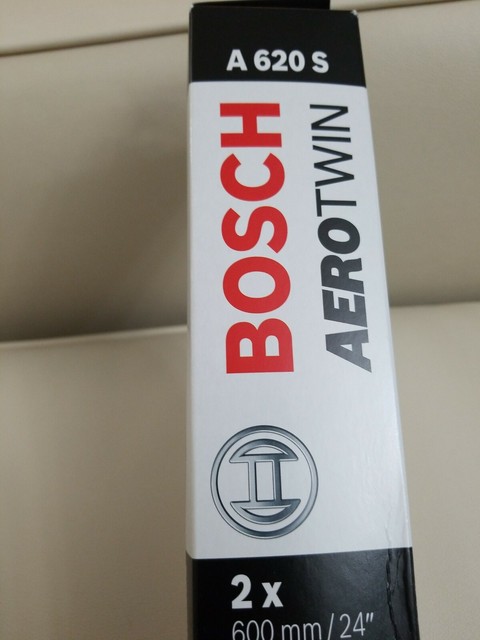 A 620 S
BOSCH
AEROTWIN
2 x
600 mm/24"